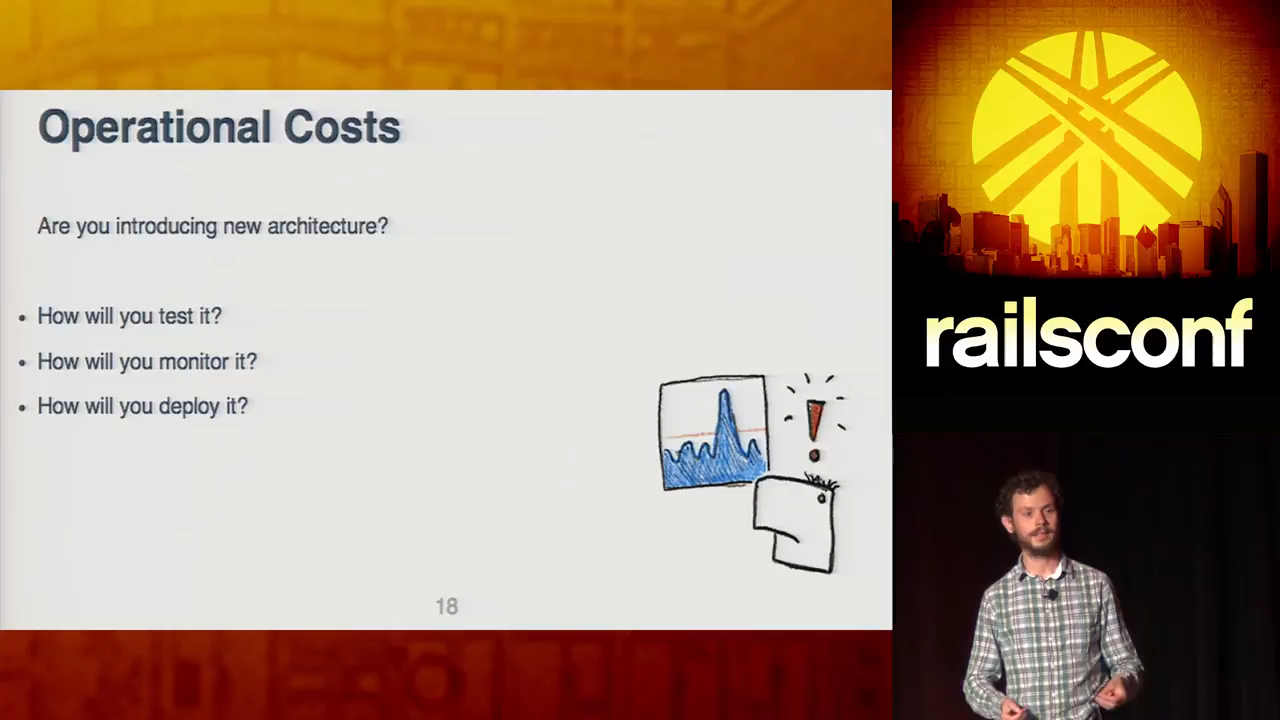 Operational Costs
Are you introducing new architecture?
• How will you test it?
• How will you monitor it?
• How will you deploy it?
18
railsconf